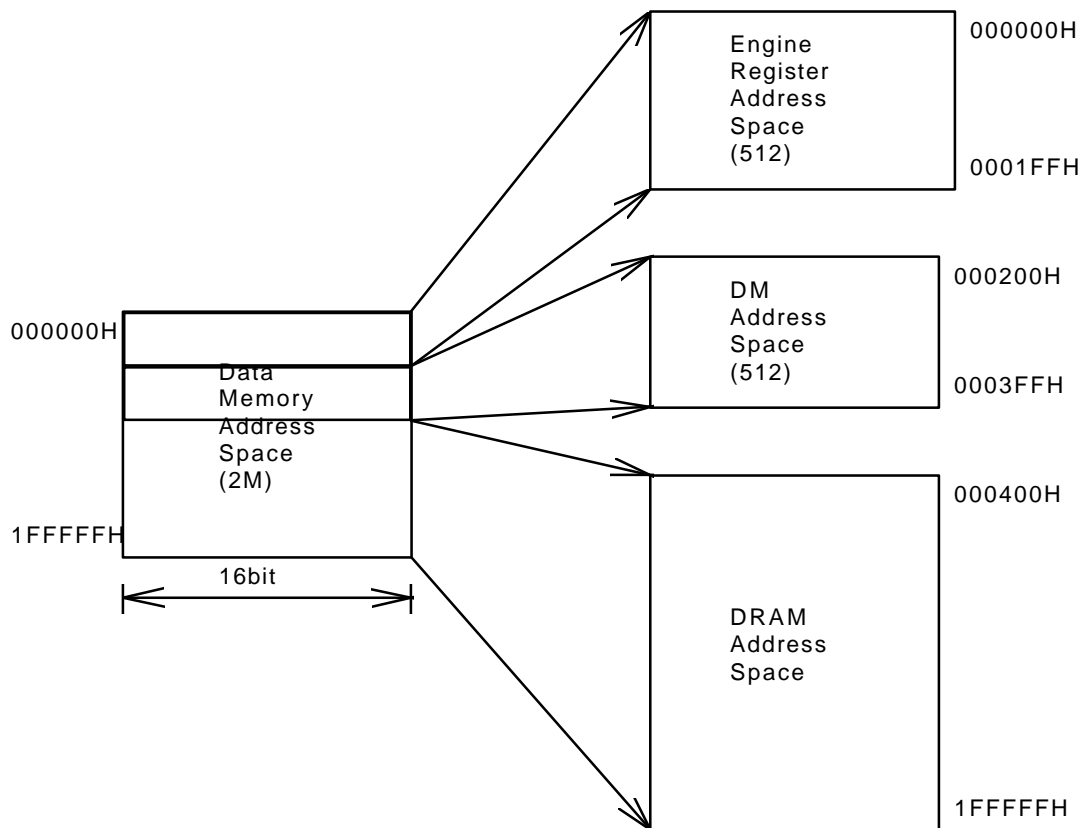 000000H
Data
Memory
Address
Space
(2M)
1FFFFFH
16bit
Engine
Register
Address
Space
(512)
000000H
0001FFH
DM
Address
Space
(512)
000200H
0003FFH
DRAM
Address
Space
000400H
1FFFFFH